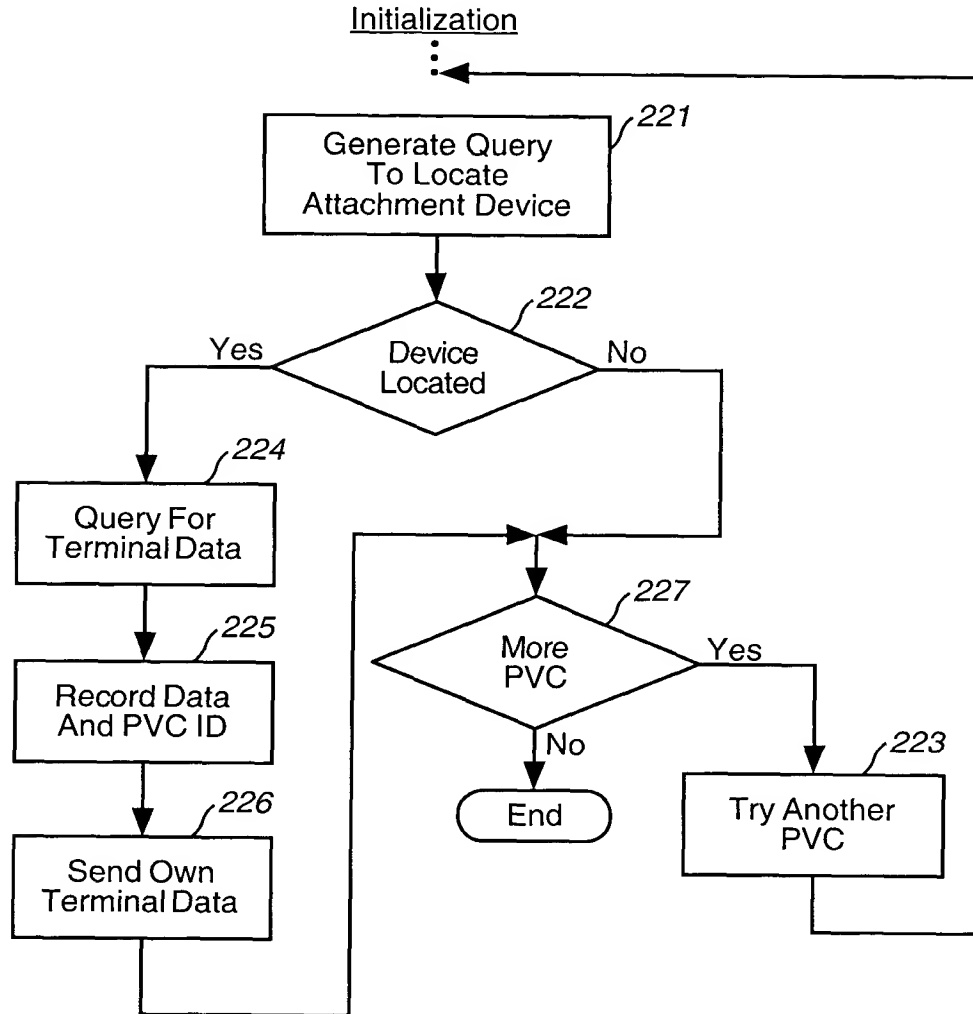 Initialization
221
Generate Query
To Locate
Attachment Device
222
Yes
Device
Located
No
224
Query For
Terminal Data
225
Record Data
And PVC ID
226
Send Own
Terminal Data
227
More
PVC
Yes
No
End
223
Try Another
PVC